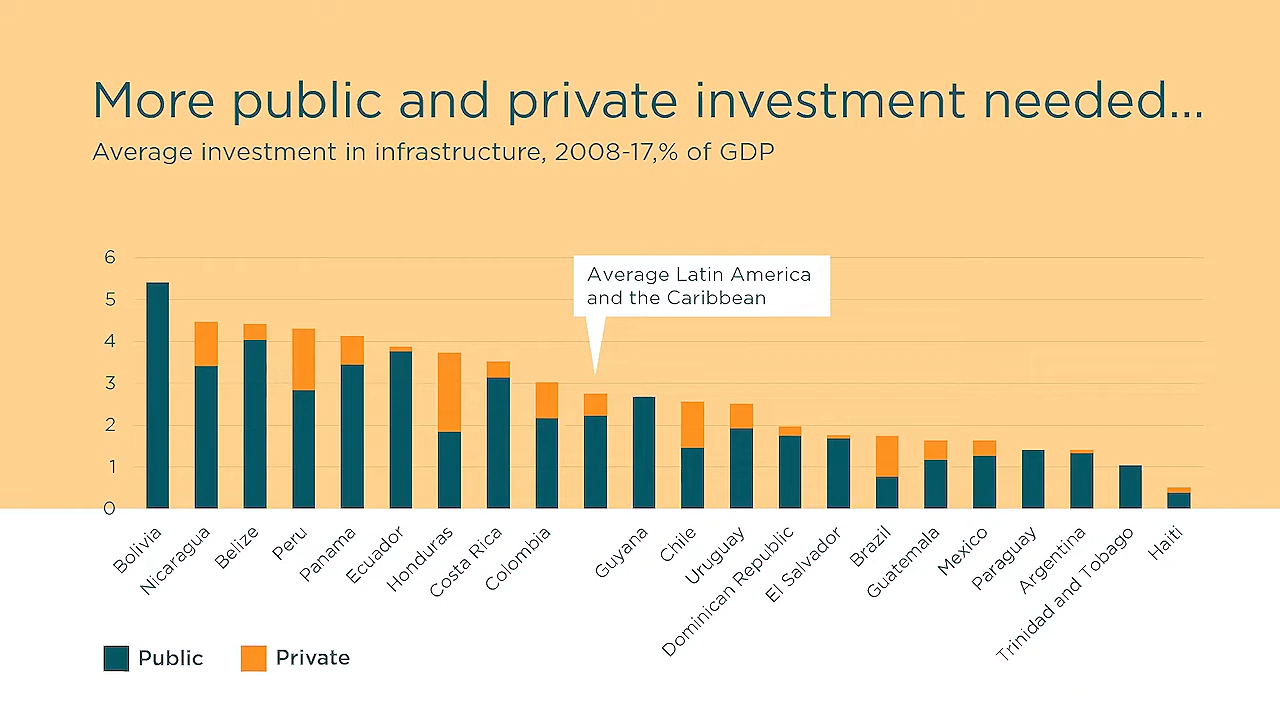 More public and private investment needed...
Average investment in infrastructure, 2008-17,% of GDP
6
5
4
3
2
1
0
Average Latin America
and the Caribbean
Bolivia
Nicaragua
Belize
Peru
Panama
Ecuador
Honduras
Costa Rica
Colombia
Guyana
Chile
Uruguay
Dominican Republic
El Salvador
Brazil
Guatemala
Mexico
Paraguay
Argentina
Trinidad and Tobago
Haiti
Public
Private